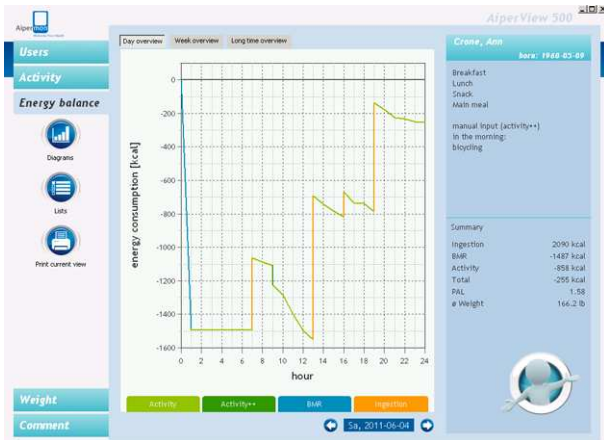 AiperView 500
Aipermon
Users
Activity
Energy balance
Diagrams
Lists
Print current view
Weight
Comment
Day overview
Week overview
Long time overview
energy consumption [kcal]
0
-200
-400
-600
-800
-1000
-1200
-1400
-1600
0 2 4 6 8 10 12 14 16 18 20 22 24
hour
Activity
Activity++
BMR
Ingestion
Sa, 2011-06-04
Crone, Ann
born: 1960-05-09
Breakfast
Lunch
Snack
Main meal
manual input (activity++)
in the morning:
bicycling
Summary
Ingestion 2090 kcal
BMR -1487 kcal
Activity -858 kcal
Total -255 kcal
PAL 1.58
ø Weight 166.2 lb